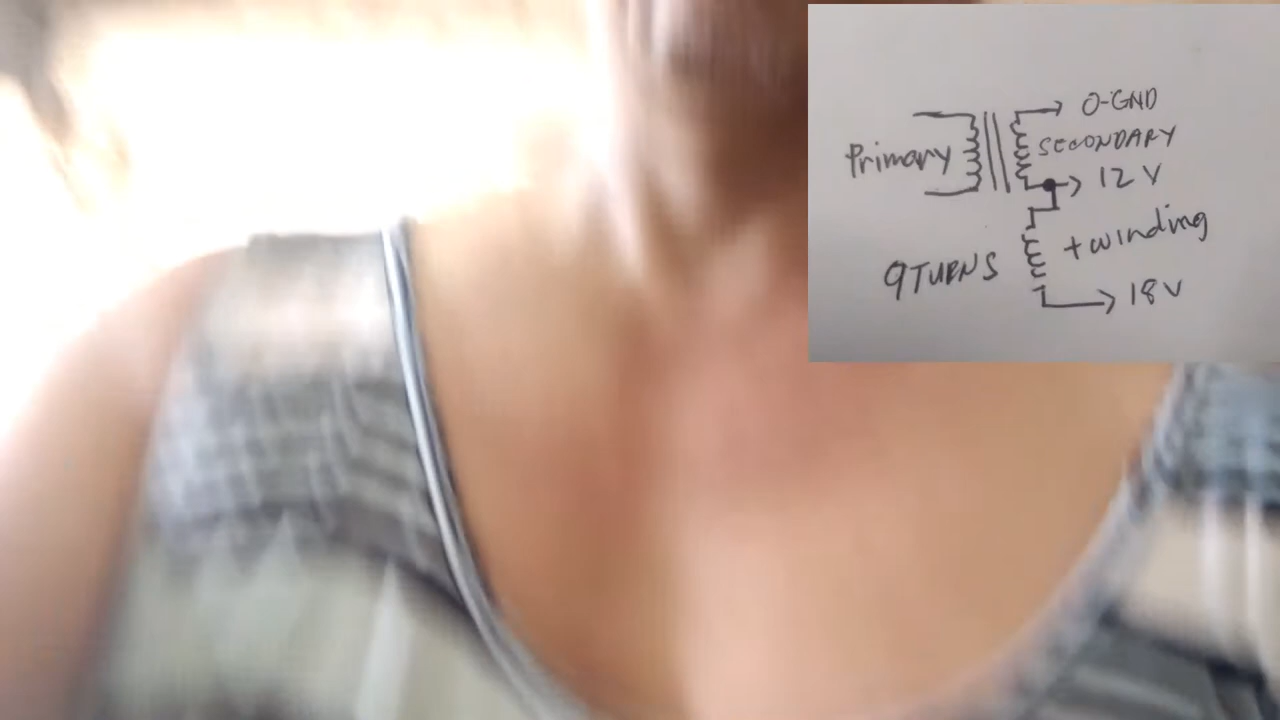 O-GND
SECONDARY
Primary
12 V
+winding
9TURNS
18V